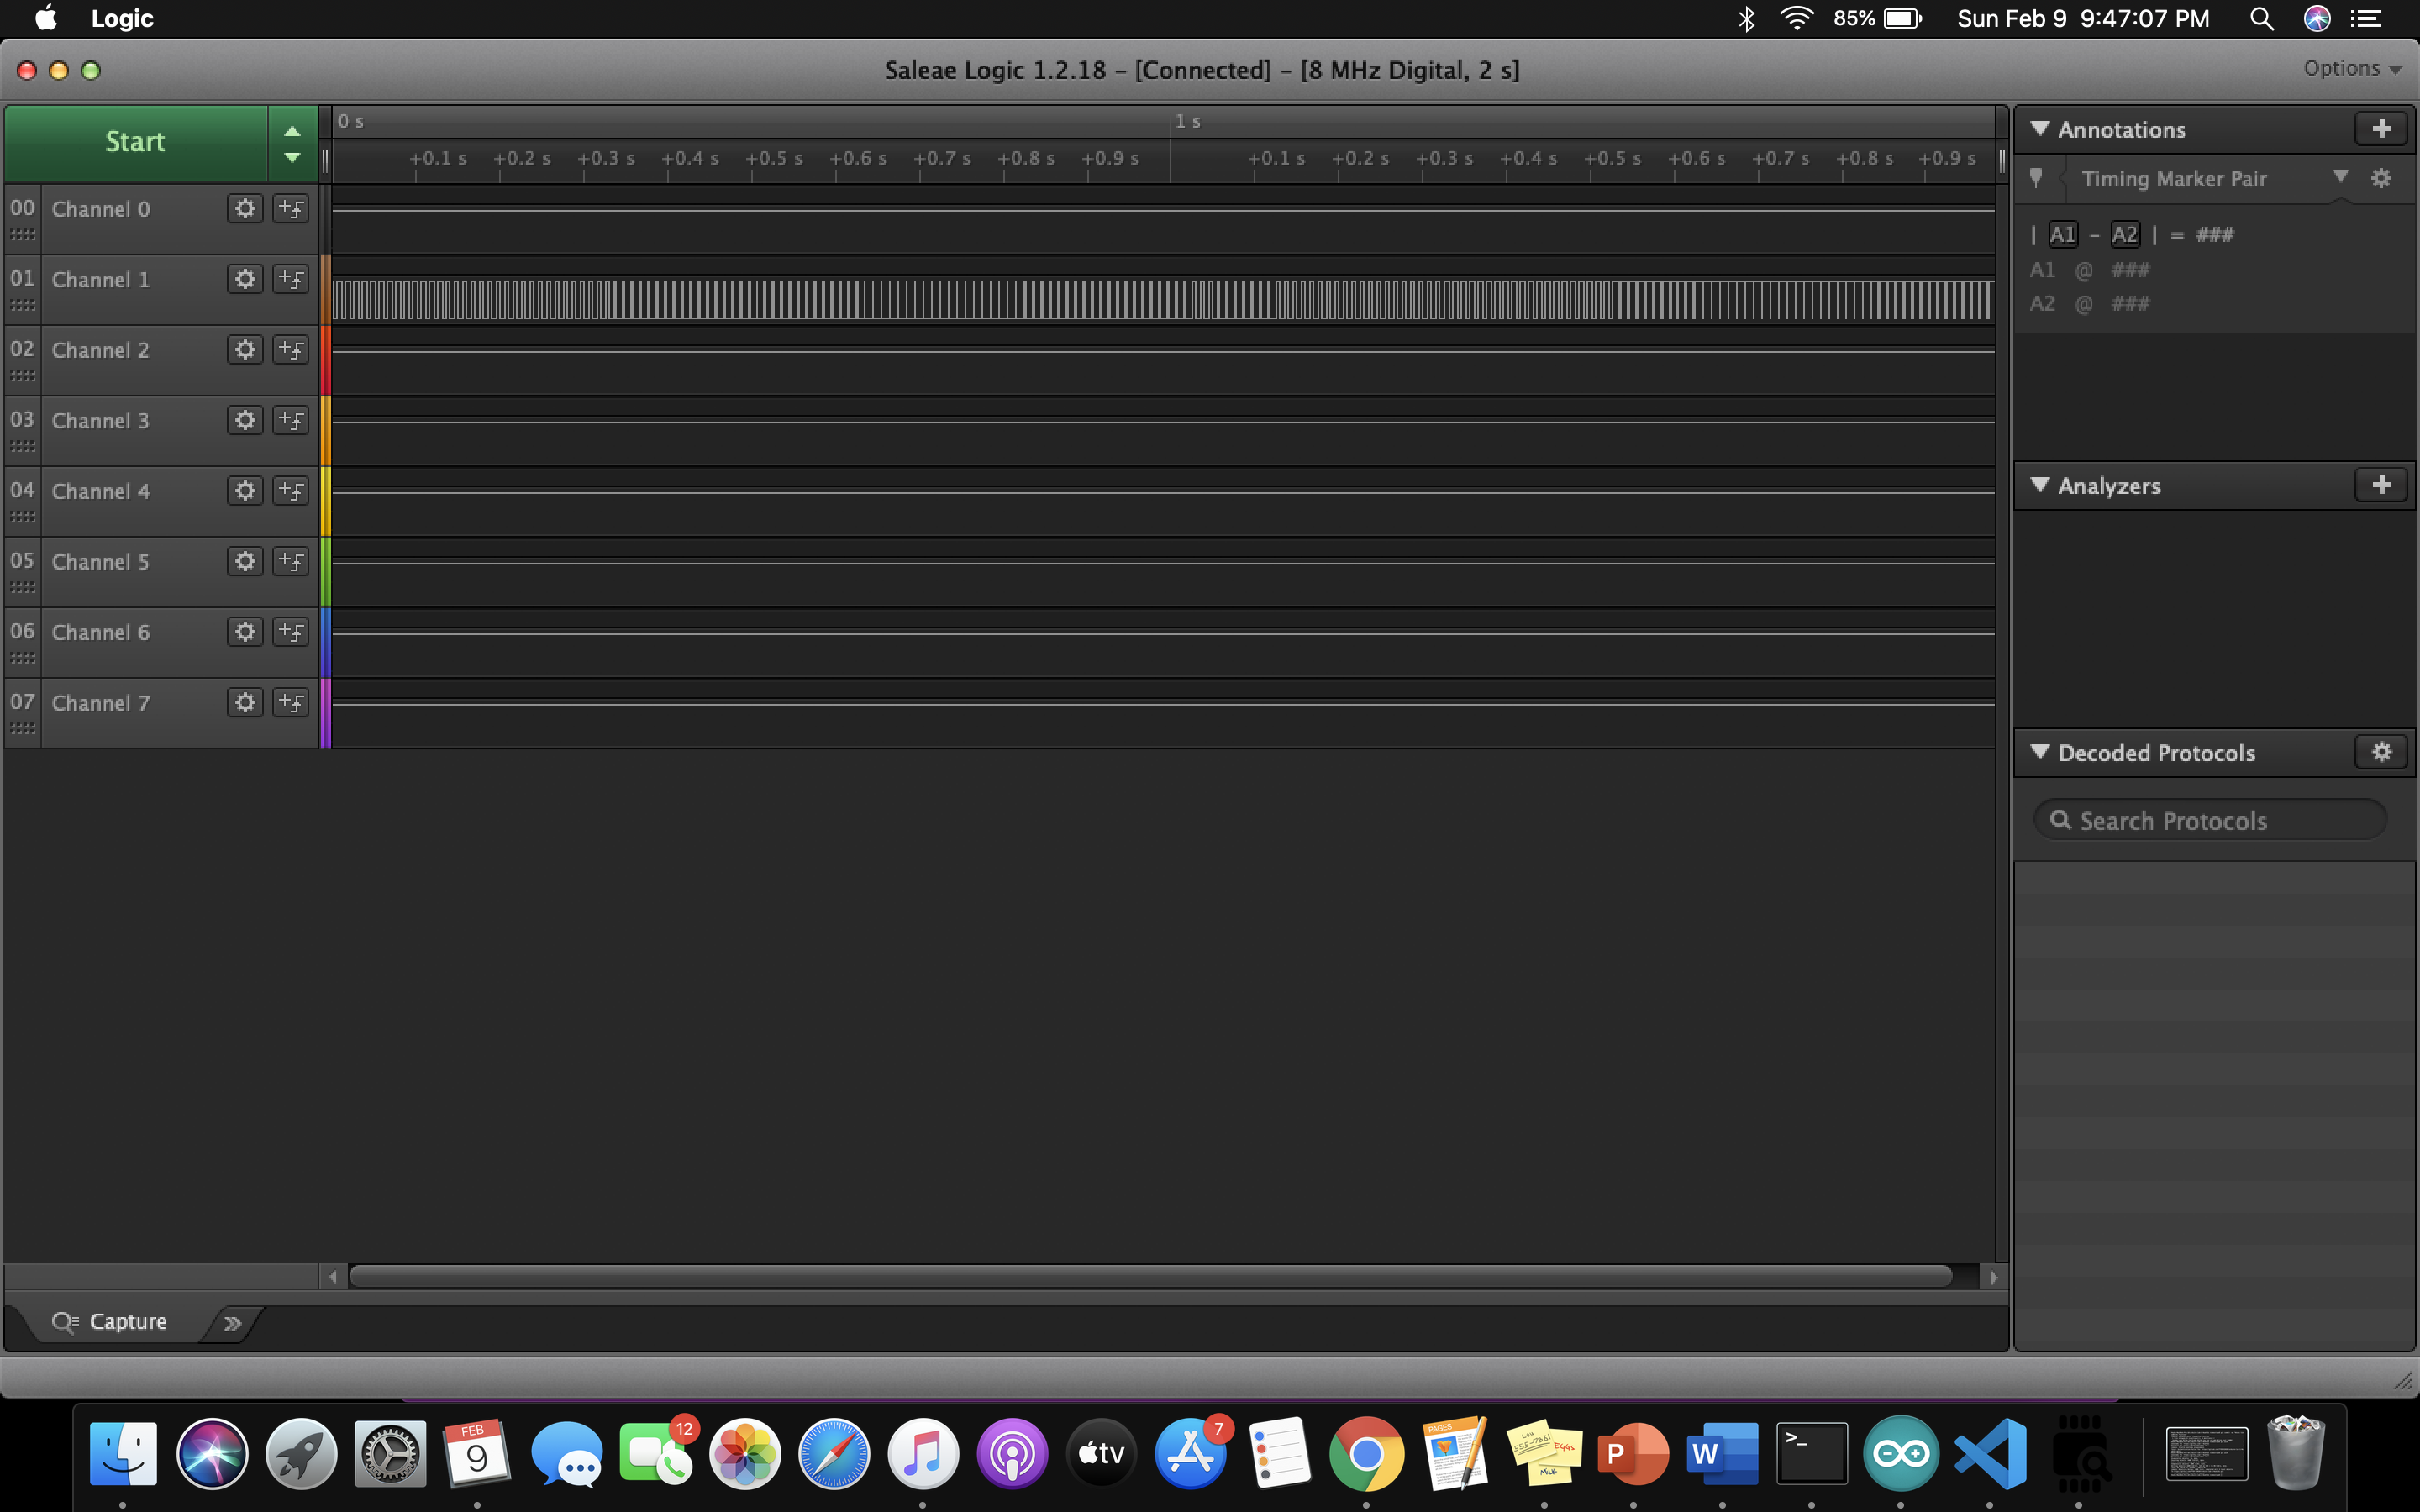 Logic
85%
Sun Feb 9 9:47:07 PM
Saleae Logic 1.2.18 – [Connected] – [8 MHz Digital, 2 s]
Options
Start
0 s
1 s
+0.1 s +0.2 s +0.3 s +0.4 s +0.5 s +0.6 s +0.7 s +0.8 s +0.9 s
+0.1 s +0.2 s +0.3 s +0.4 s +0.5 s +0.6 s +0.7 s +0.8 s +0.9 s
00 Channel 0
01 Channel 1
02 Channel 2
03 Channel 3
04 Channel 4
05 Channel 5
06 Channel 6
07 Channel 7
Annotations
Timing Marker Pair
| A1 – A2 | = ###
A1 @ ###
A2 @ ###
Analyzers
Decoded Protocols
Search Protocols
Capture
FEB
9
12
tv
7
PAGES
EGGS
MILK
P
W
>_